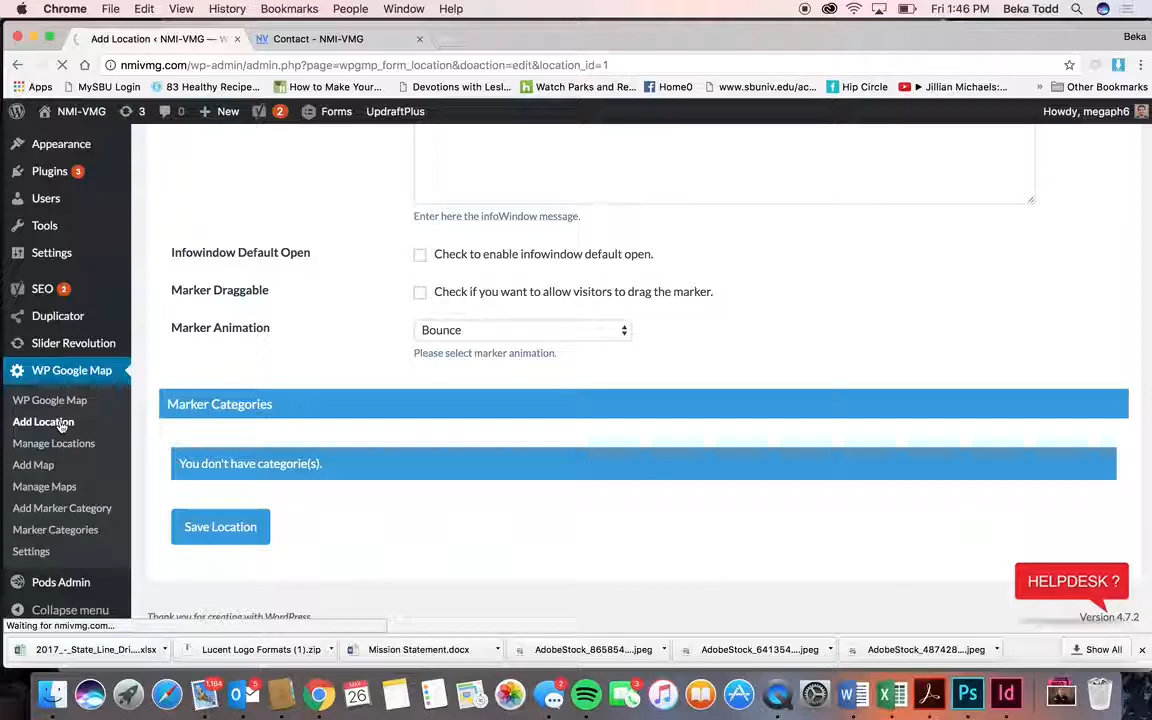 Chrome File Edit View History Bookmarks People Window Help Fri 1:46 PM Beka Todd
Add Location ‹ NMI-VMG — W × Contact - NMI-VMG × Beka
nmivmg.com/wp-admin/admin.php?page=wpgmp_form_location&doaction=edit&location_id=1
Apps MySBU Login 83 Healthy Recipe... How to Make Your... Devotions with Lesl... Watch Parks and Re... Home0 www.sbuniv.edu/ac... Hip Circle Jillian Michaels:... » Other Bookmarks
NMI-VMG 3 0 New 2 Forms UpdraftPlus Howdy, megaph6
Appearance
Plugins 3
Users
Tools
Settings
SEO 2
Duplicator
Slider Revolution
WP Google Map
WP Google Map
Add Location
Manage Locations
Add Map
Manage Maps
Add Marker Category
Marker Categories
Settings
Pods Admin
Collapse menu
Enter here the infoWindow message.
Infowindow Default Open Check to enable infowindow default open.
Marker Draggable Check if you want to allow visitors to drag the marker.
Marker Animation Bounce
Please select marker animation.
Marker Categories
You don't have categorie(s).
Save Location
HELPDESK ?
Thank you for creating with WordPress
Version 4.7.2
Waiting for nmivmg.com...
2017_-_State_Line_Dri....xlsx Lucent Logo Formats (1).zip Mission Statement.docx AdobeStock_865854....jpeg AdobeStock_641354....jpeg AdobeStock_487428....jpeg Show All ×
1,184 5 26 2 3 W X Ps Id